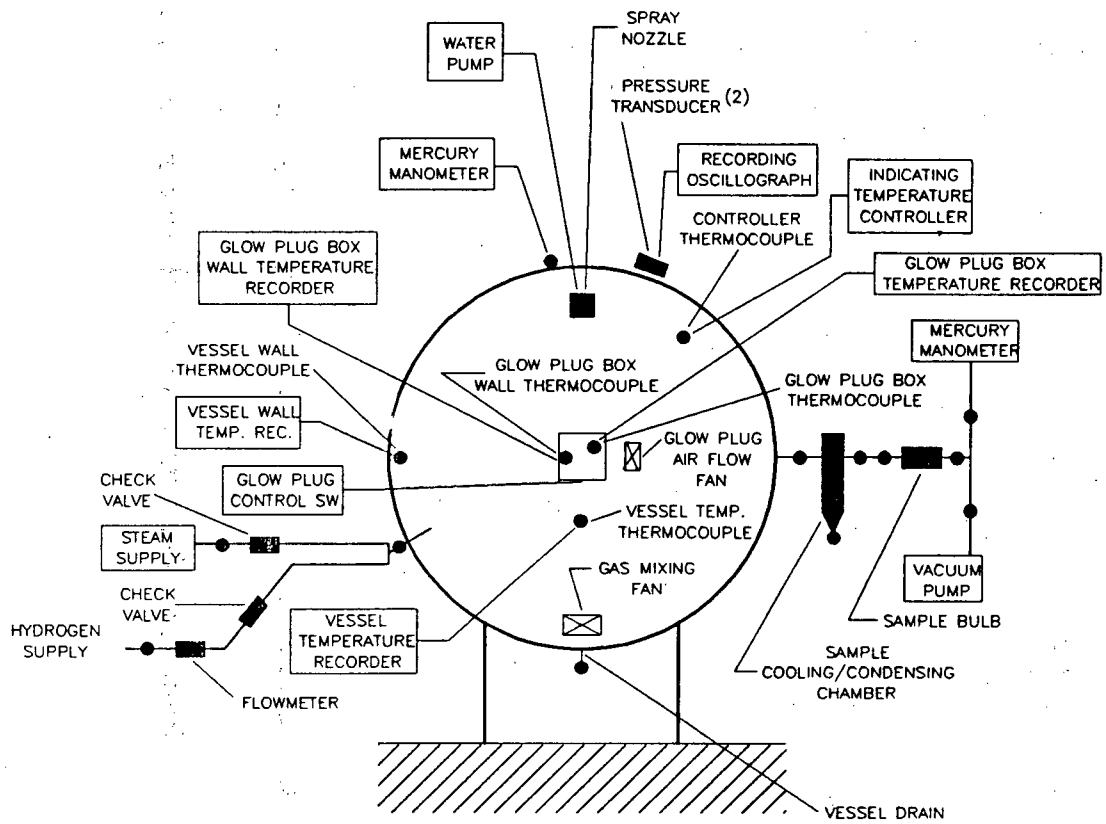 SPRAY
NOZZLE
WATER
PUMP
PRESSURE
TRANSDUCER (2)
MERCURY
MANOMETER
RECORDING
OSCILLOGRAPH
INDICATING
TEMPERATURE
CONTROLLER
CONTROLLER
THERMOCOUPLE
GLOW PLUG BOX
WALL TEMPERATURE
RECORDER
GLOW PLUG BOX
TEMPERATURE RECORDER
MERCURY
MANOMETER
VESSEL WALL
THERMOCOUPLE
GLOW PLUG BOX
WALL THERMOCOUPLE
GLOW PLUG BOX
THERMOCOUPLE
VESSEL WALL
TEMP. REC.
GLOW PLUG
AIR FLOW
FAN
GLOW PLUG
CONTROL SW
CHECK
VALVE
STEAM
SUPPLY
VESSEL TEMP.
THERMOCOUPLE
GAS MIXING
FAN
VACUUM
PUMP
CHECK
VALVE
HYDROGEN
SUPPLY
VESSEL
TEMPERATURE
RECORDER
SAMPLE BULB
SAMPLE
COOLING/CONDENSING
CHAMBER
FLOWMETER
VESSEL DRAIN